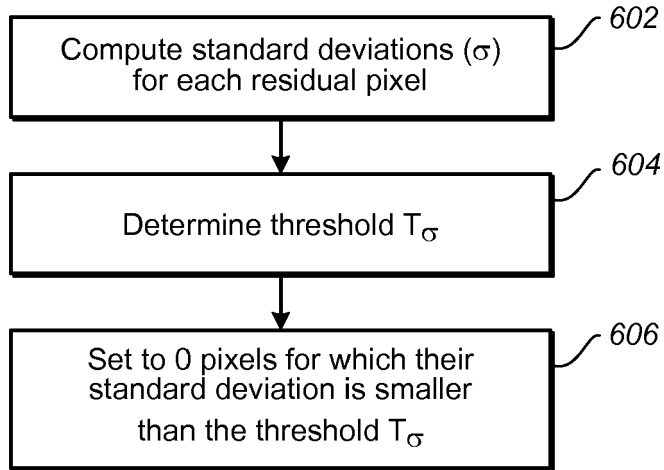 602
Compute standard deviations (σ)
for each residual pixel
604
Determine threshold Tσ
606
Set to 0 pixels for which their
standard deviation is smaller
than the threshold Tσ